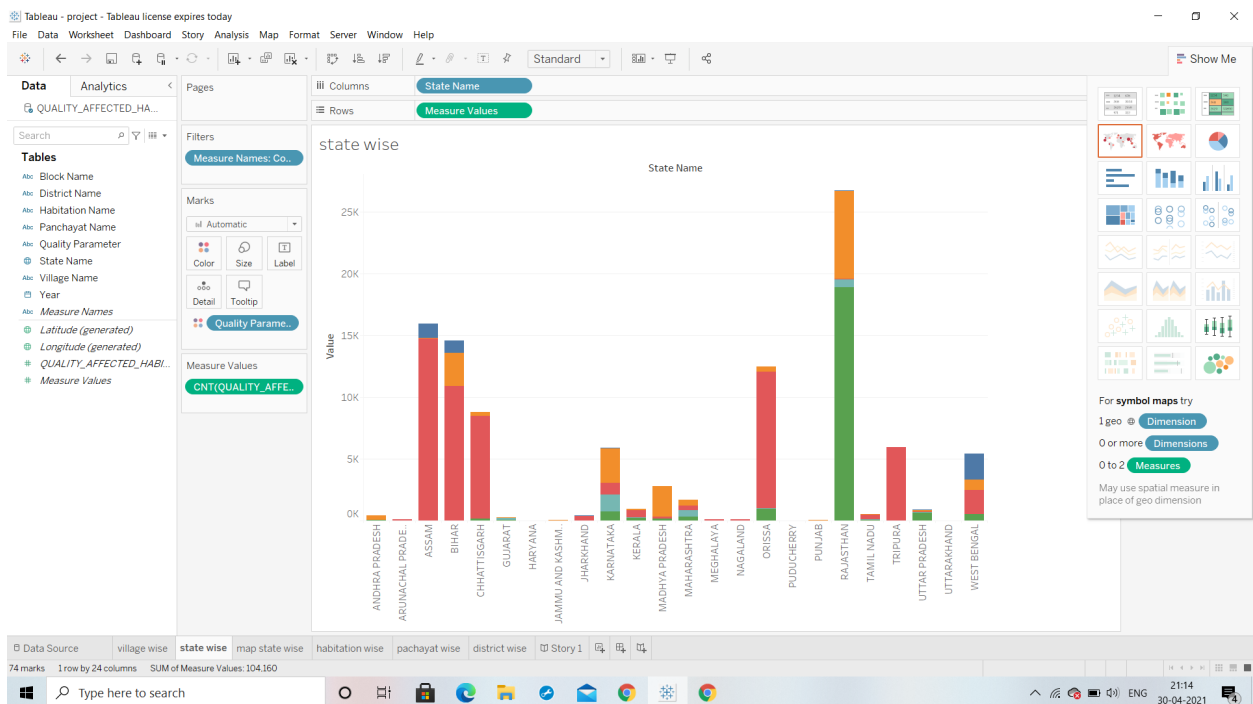 Tableau - project - Tableau license expires today
File Data Worksheet Dashboard Story Analysis Map Format Server Window Help
Standard
Show Me
Data Analytics
QUALITY_AFFECTED_HA...
Search
Tables
Abc Block Name
Abc District Name
Abc Habitation Name
Abc Panchayat Name
Abc Quality Parameter
State Name
Abc Village Name
Year
Abc Measure Names
Latitude (generated)
Longitude (generated)
# QUALITY_AFFECTED_HABI...
# Measure Values
Pages
Filters
Measure Names: Co..
Marks
Automatic
Color Size Label
Detail Tooltip
Quality Parame..
Measure Values
CNT(QUALITY_AFFE..
Columns State Name
Rows Measure Values
state wise
State Name
Value
25K
20K
15K
10K
5K
0K
ANDHRA PRADESH
ARUNACHAL PRADE..
ASSAM
BIHAR
CHHATTISGARH
GUJARAT
HARYANA
JAMMU AND KASHM..
JHARKHAND
KARNATAKA
KERALA
MADHYA PRADESH
MAHARASHTRA
MEGHALAYA
NAGALAND
ORISSA
PUDUCHERRY
PUNJAB
RAJASTHAN
TAMIL NADU
TRIPURA
UTTAR PRADESH
UTTARAKHAND
WEST BENGAL
For symbol maps try
1 geo Dimension
0 or more Dimensions
0 to 2 Measures
May use spatial measure in
place of geo dimension
Data Source village wise state wise map state wise habitation wise pachayat wise district wise Story 1
74 marks 1 row by 24 columns SUM of Measure Values: 104,160
Type here to search
ENG
21:14
30-04-2021
4